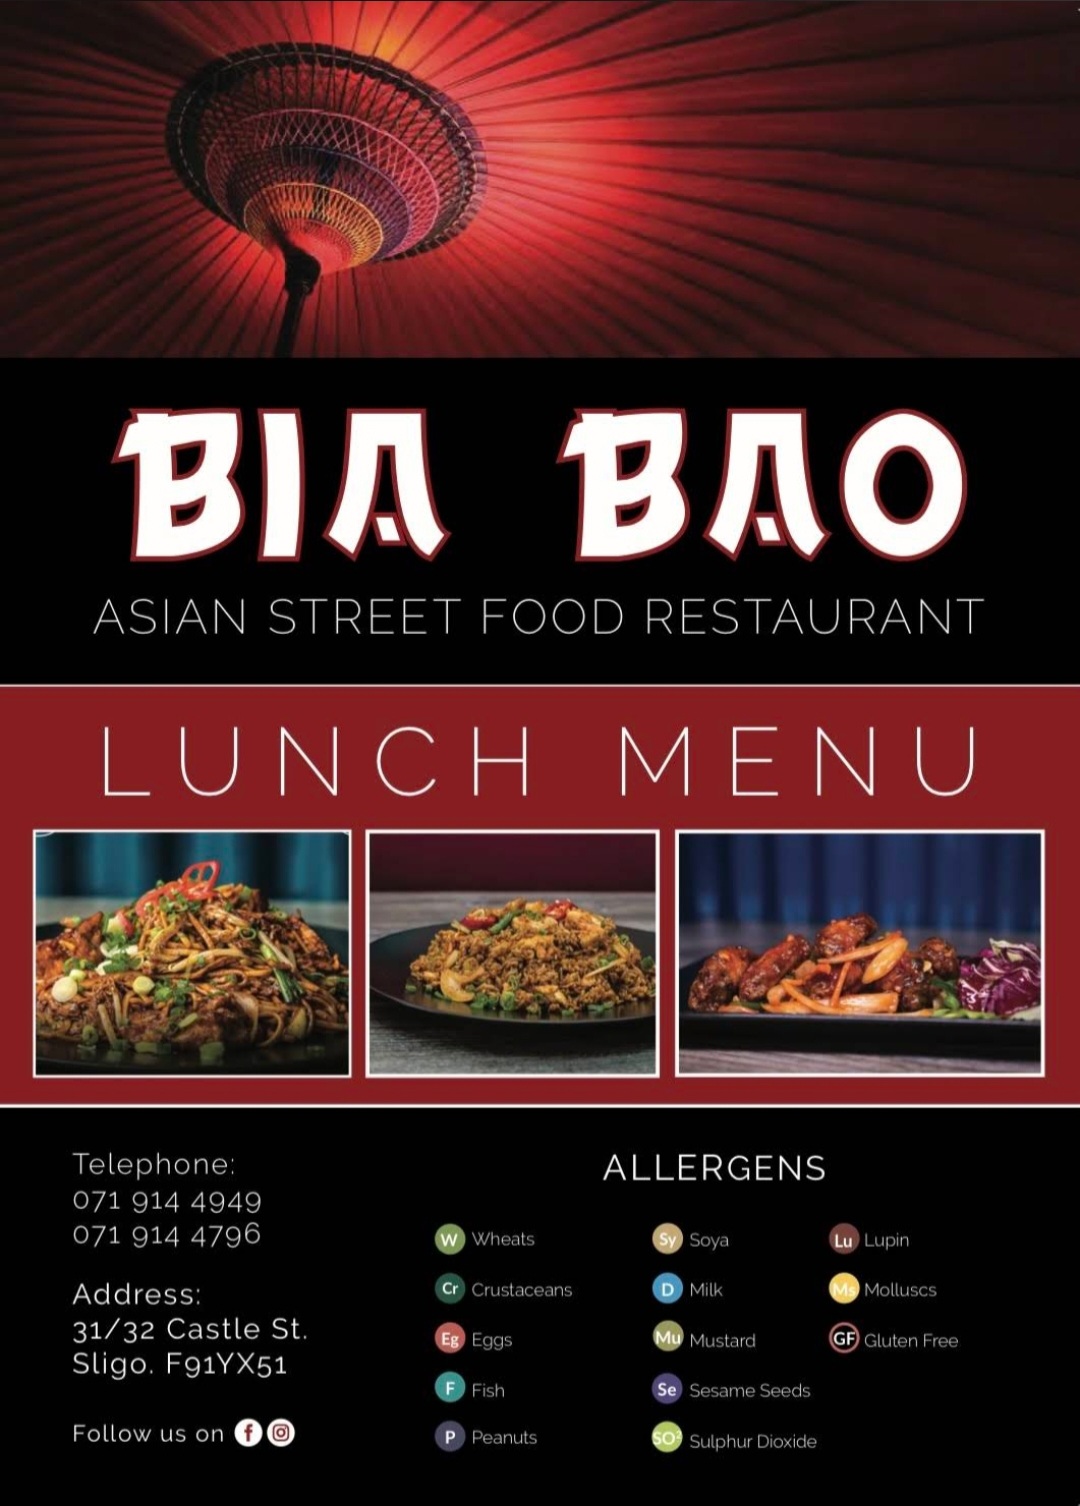 BIA BAO
ASIAN STREET FOOD RESTAURANT
LUNCH MENU
Telephone:
071 914 4949
071 914 4796
Address:
31/32 Castle St.
Sligo. F91YX51
Follow us on
ALLERGENS
W Wheats
Cr Crustaceans
Eg Eggs
F Fish
P Peanuts
Sy Soya
D Milk
Mu Mustard
Se Sesame Seeds
SO² Sulphur Dioxide
Lu Lupin
Ms Molluscs
GF Gluten Free